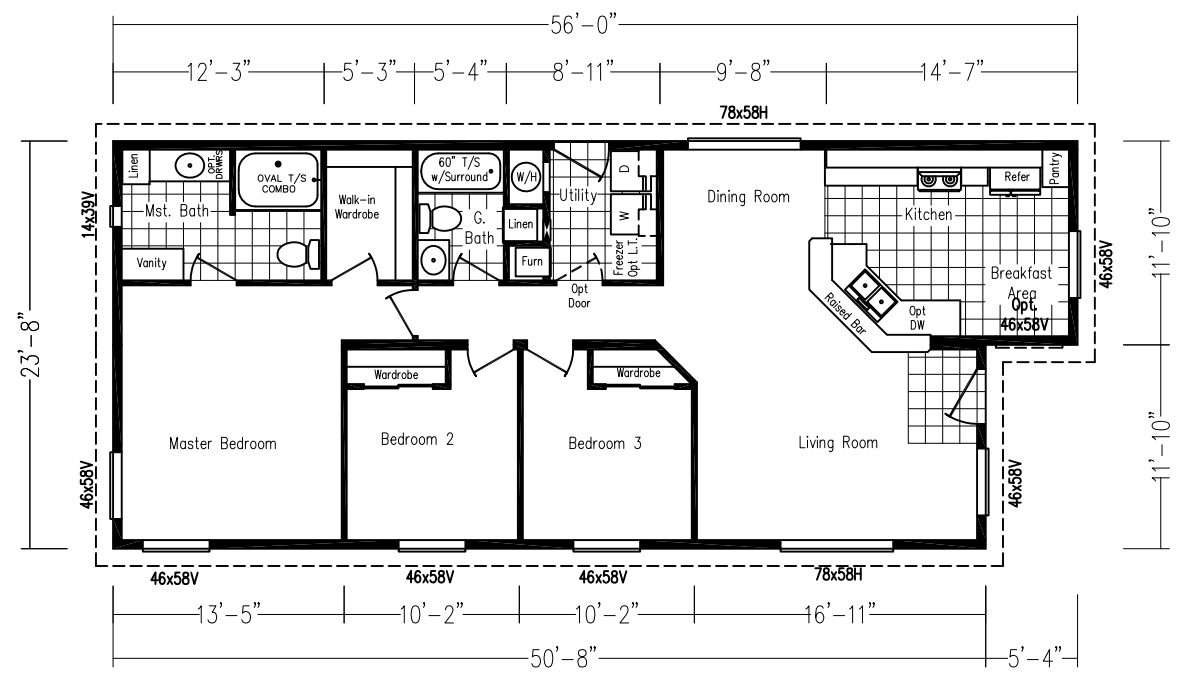 56'-0"
12'-3" 5'-3" 5'-4" 8'-11" 9'-8" 14'-7"
78x58H
Linen
OPT.
DRWRS
OVAL T/S
COMBO
60" T/S
w/Surround
W/H
D
Utility
Refer
Pantry
Dining Room
Kitchen
Walk-in
Wardrobe
14x39V
Mst. Bath
G.
Bath
Linen
W
Freezer
Opt L.T.
Vanity
Furn
Opt
Door
Breakfast
Area
Opt.
46x58V
46x58V
11'-10"
Raised Bar
Opt
DW
23'-8"
Wardrobe
Wardrobe
Master Bedroom
Bedroom 2
Bedroom 3
Living Room
46x58V
46x58V
11'-10"
46x58V
46x58V
46x58V
78x58H
13'-5" 10'-2" 10'-2" 16'-11"
50'-8" 5'-4"